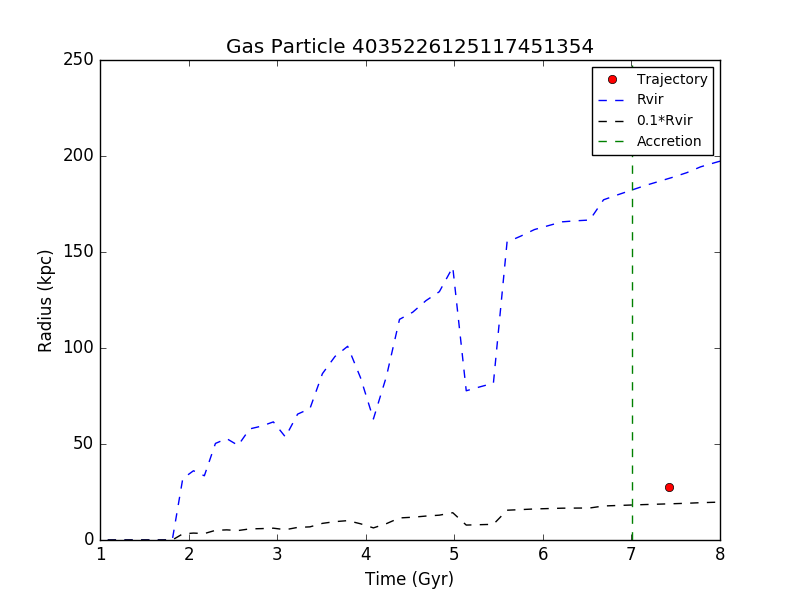 Gas Particle 4035226125117451354
250
200
150
100
50
0
Radius (kpc)
Trajectory
Rvir
0.1*Rvir
Accretion
1 2 3 4 5 6 7 8
Time (Gyr)